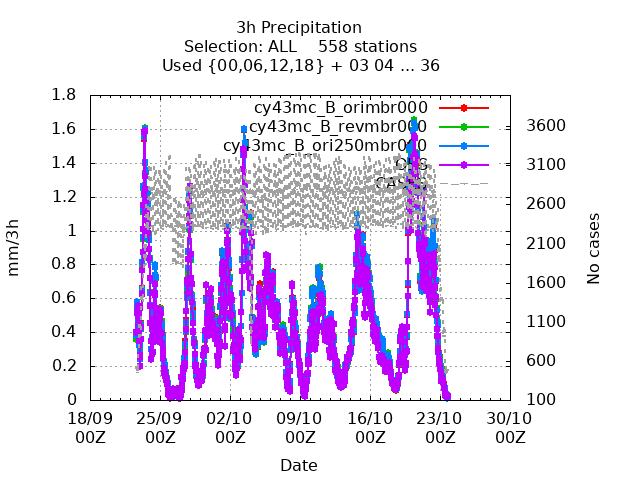 3h Precipitation
Selection: ALL    558 stations
Used {00,06,12,18} + 03 04 ... 36
cy43mc_B_orimbr000
cy43mc_B_revmbr000
cy43mc_B_ori250mbr000
OBS
CASES
1.8
1.6
1.4
1.2
1
0.8
0.6
0.4
0.2
0
3600
3100
2600
2100
1600
1100
600
100
mm/3h
No cases
18/09 25/09 02/10 09/10 16/10 23/10 30/10
00Z 00Z 00Z 00Z 00Z 00Z 00Z
Date